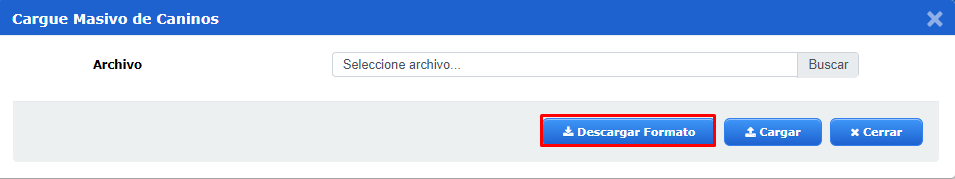 Cargue Masivo de Caninos
Archivo
Seleccione archivo...
Buscar
Descargar Formato
Cargar
Cerrar